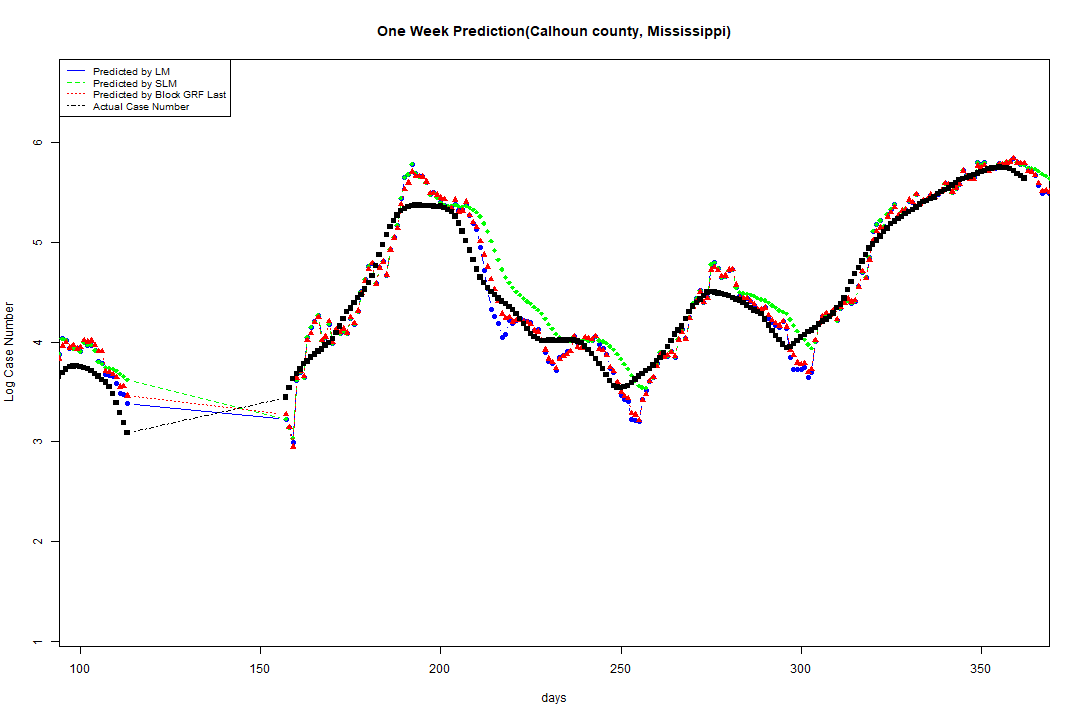 One Week Prediction(Calhoun county, Mississippi)
Predicted by LM
Predicted by SLM
Predicted by Block GRF Last
Actual Case Number
Log Case Number
6
5
4
3
2
1
100 150 200 250 300 350
days